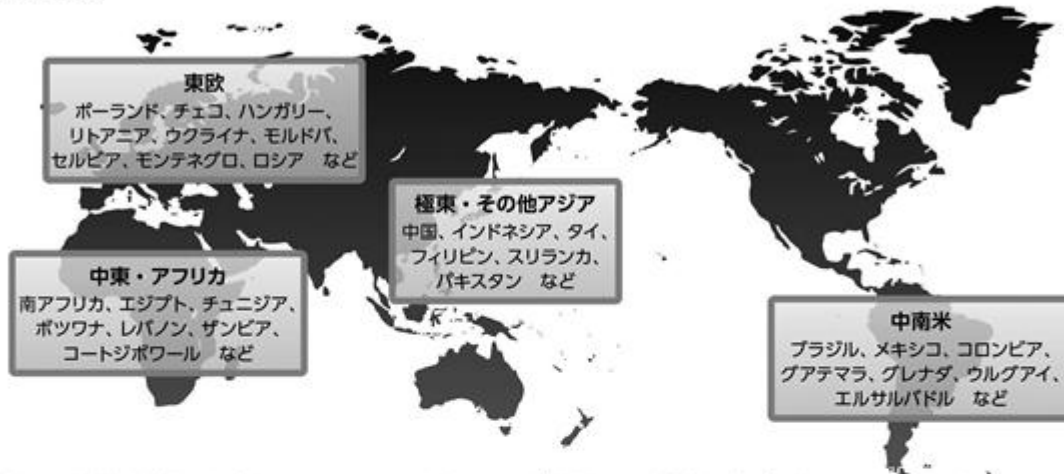 東欧
ポーランド、チェコ、ハンガリー、
リトアニア、ウクライナ、モルドバ、
セルビア、モンテネグロ、ロシア など
極東・その他アジア
中国、インドネシア、タイ、
フィリピン、スリランカ、
パキスタン など
中東・アフリカ
南アフリカ、エジプト、チュニジア、
ボツワナ、レバノン、ザンビア、
コートジボワール など
中南米
ブラジル、メキシコ、コロンビア、
グアテマラ、グレナダ、ウルグアイ、
エルサルバドル など